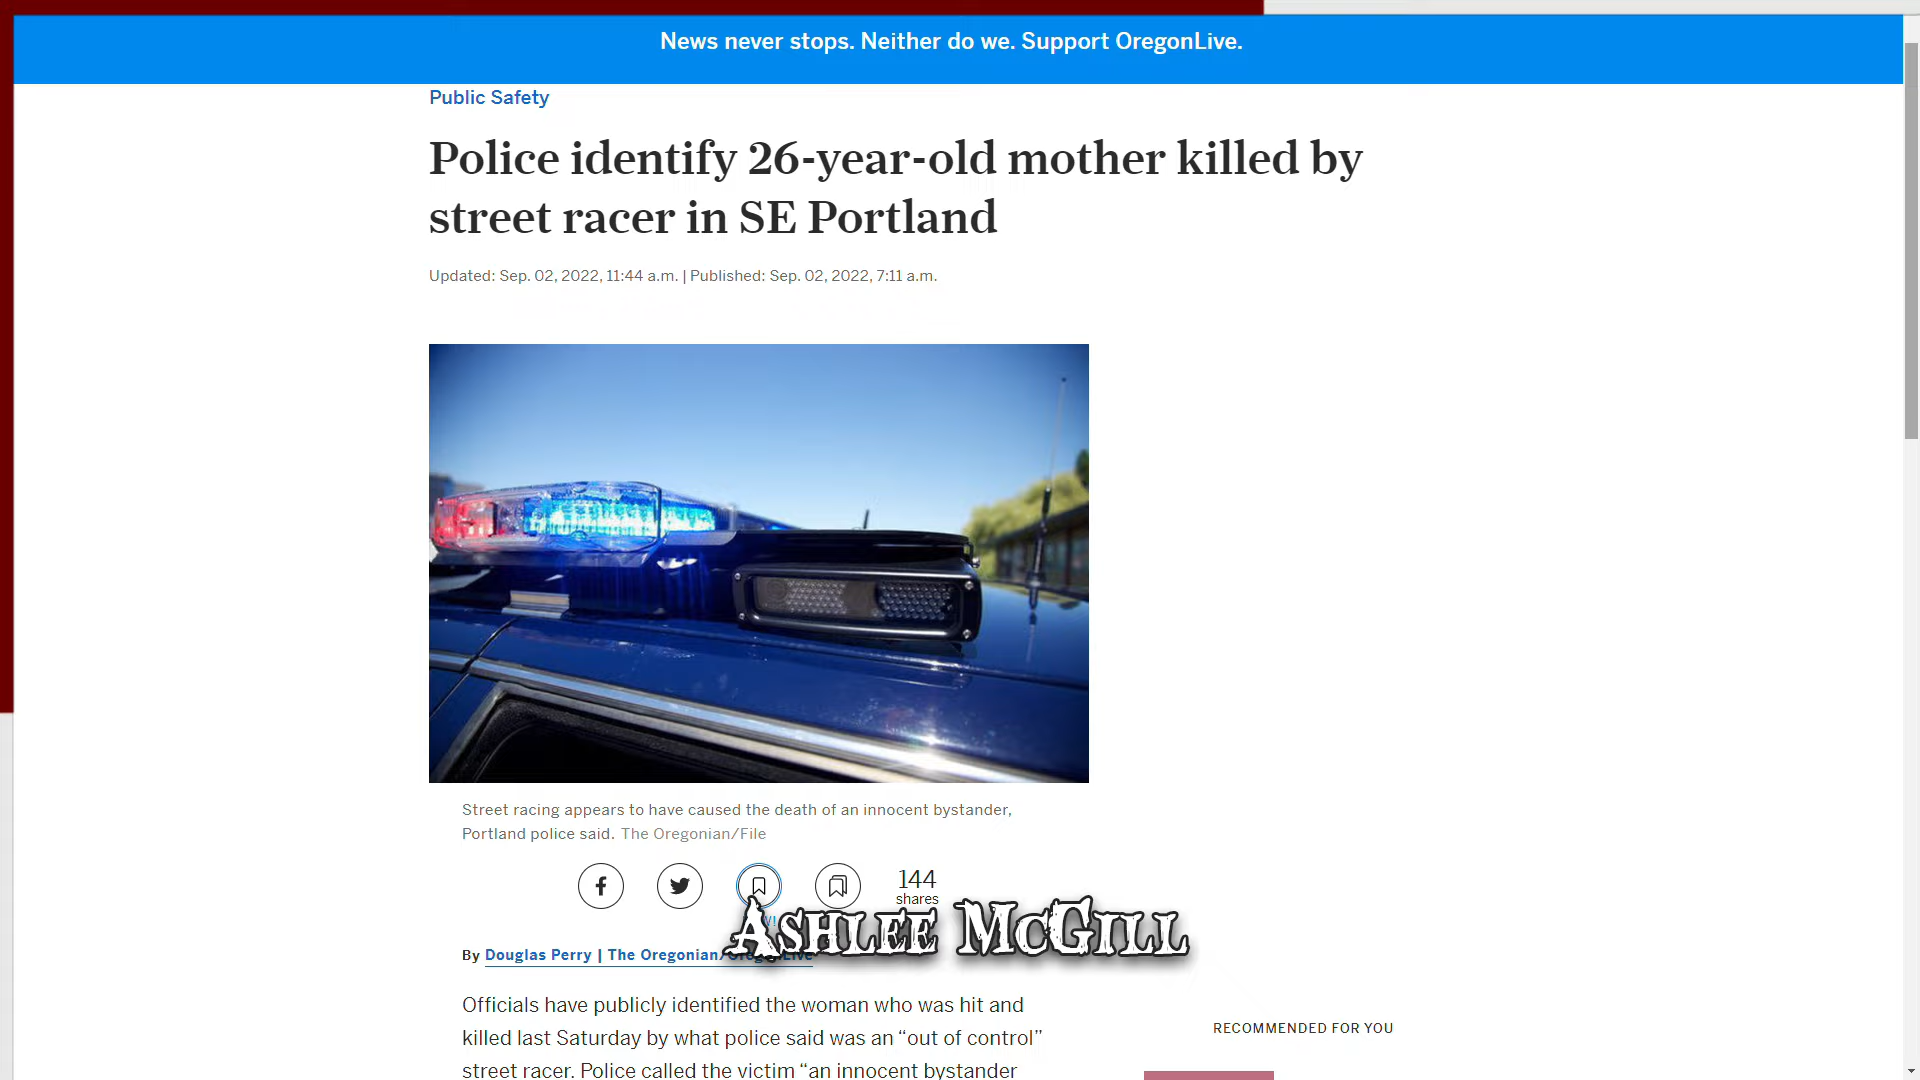 News never stops. Neither do we. Support OregonLive.
Public Safety
Police identify 26-year-old mother killed by
street racer in SE Portland
Updated: Sep. 02, 2022, 11:44 a.m. | Published: Sep. 02, 2022, 7:11 a.m.
Street racing appears to have caused the death of an innocent bystander,
Portland police said. The Oregonian/File
144
shares
Ashlee McGill
By Douglas Perry | The Oregonian/OregonLive
Officials have publicly identified the woman who was hit and
killed last Saturday by what police said was an “out of control”
street racer. Police called the victim “an innocent bystander
RECOMMENDED FOR YOU